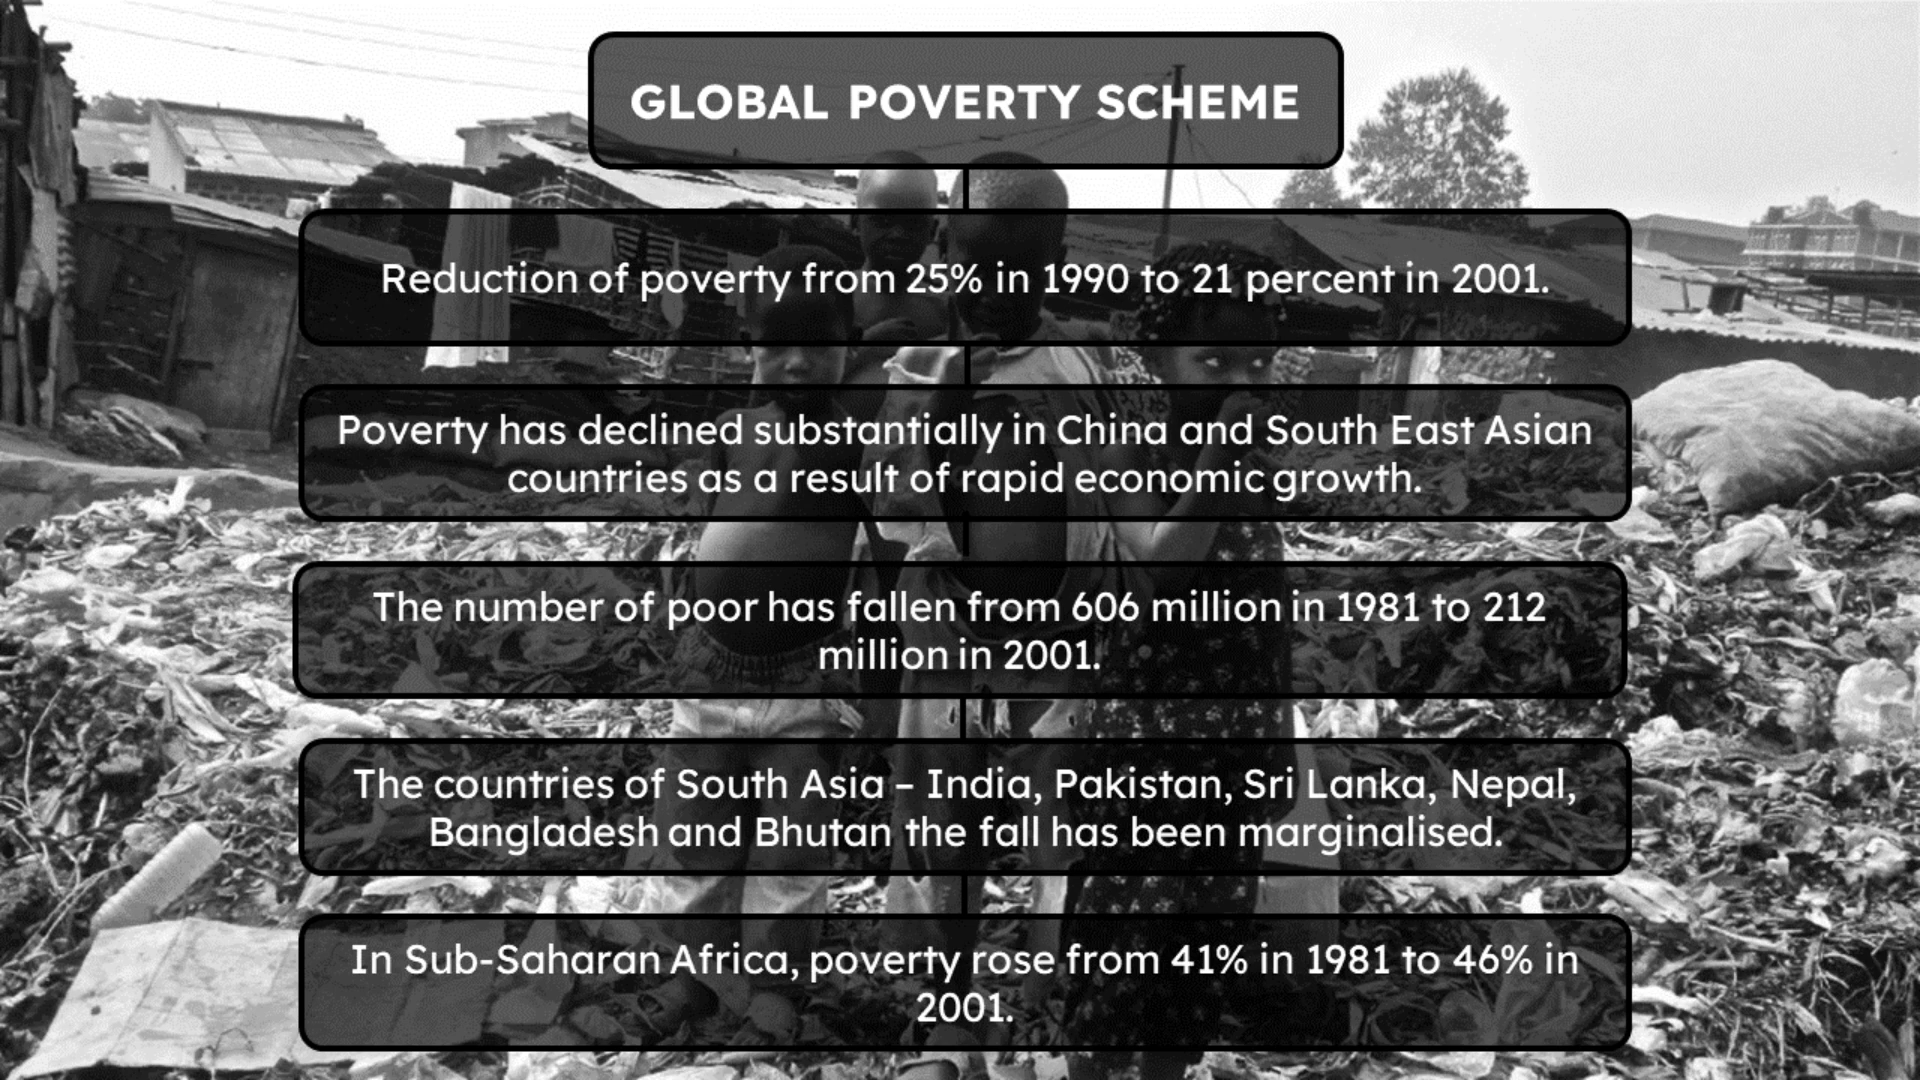 GLOBAL POVERTY SCHEME
Reduction of poverty from 25% in 1990 to 21 percent in 2001.
Poverty has declined substantially in China and South East Asian
countries as a result of rapid economic growth.
The number of poor has fallen from 606 million in 1981 to 212
million in 2001.
The countries of South Asia – India, Pakistan, Sri Lanka, Nepal,
Bangladesh and Bhutan the fall has been marginalised.
In Sub-Saharan Africa, poverty rose from 41% in 1981 to 46% in
2001.